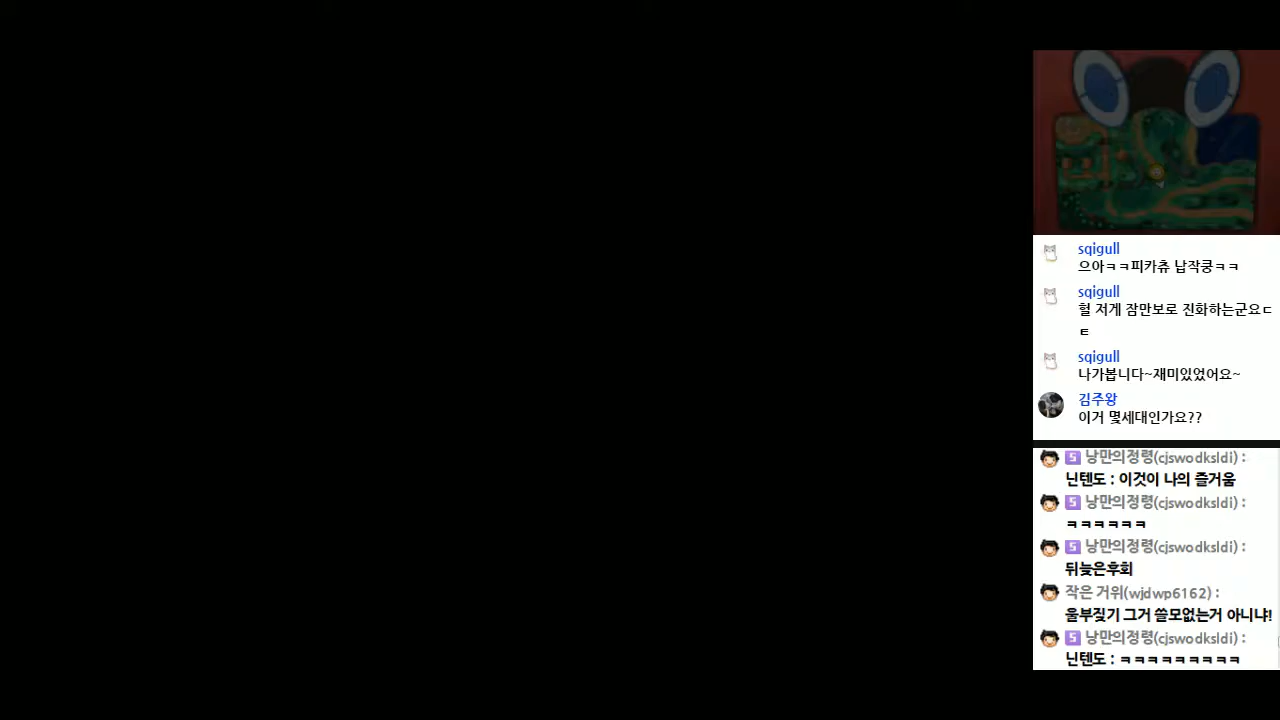 sqigull
으아ㅋㅋ피카츄 납작쿵ㅋㅋ
sqigull
헐 저게 잠만보로 진화하는군요ㄷ
ㅌ
sqigull
나가봅니다~재미있었어요~
김주왕
이거 몇세대인가요??
5 낭만의정령(cjswodksldi) :
닌텐도 : 이것이 나의 즐거움
5 낭만의정령(cjswodksldi) :
ㅋㅋㅋㅋㅋㅋ
5 낭만의정령(cjswodksldi) :
뒤늦은후회
작은 거위(wjdwp6162) :
울부짖기 그거 쓸모없는거 아니냐!
5 낭만의정령(cjswodksldi) :
닌텐도 : ㅋㅋㅋㅋㅋㅋㅋㅋㅋ